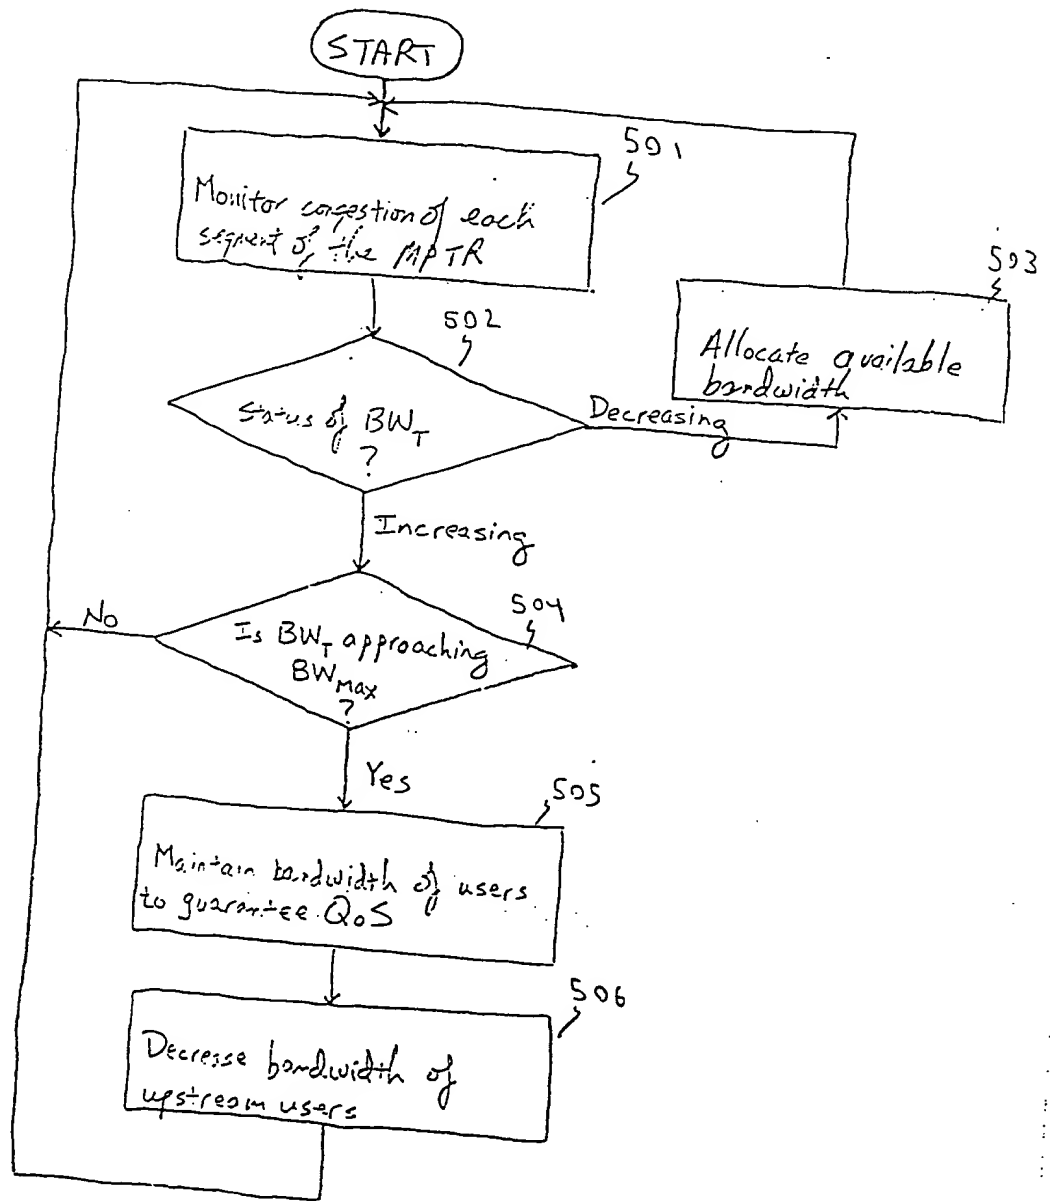 START
501
Monitor congestion of each
segment of the MPTR
503
Allocate available
bandwidth
502
Status of BWT
?
Decreasing
Increasing
504
No
Is BWT approaching
BWMAX
?
Yes
505
Maintain bandwidth of users
to guarantee QoS
506
Decrease bandwidth of
upstream users